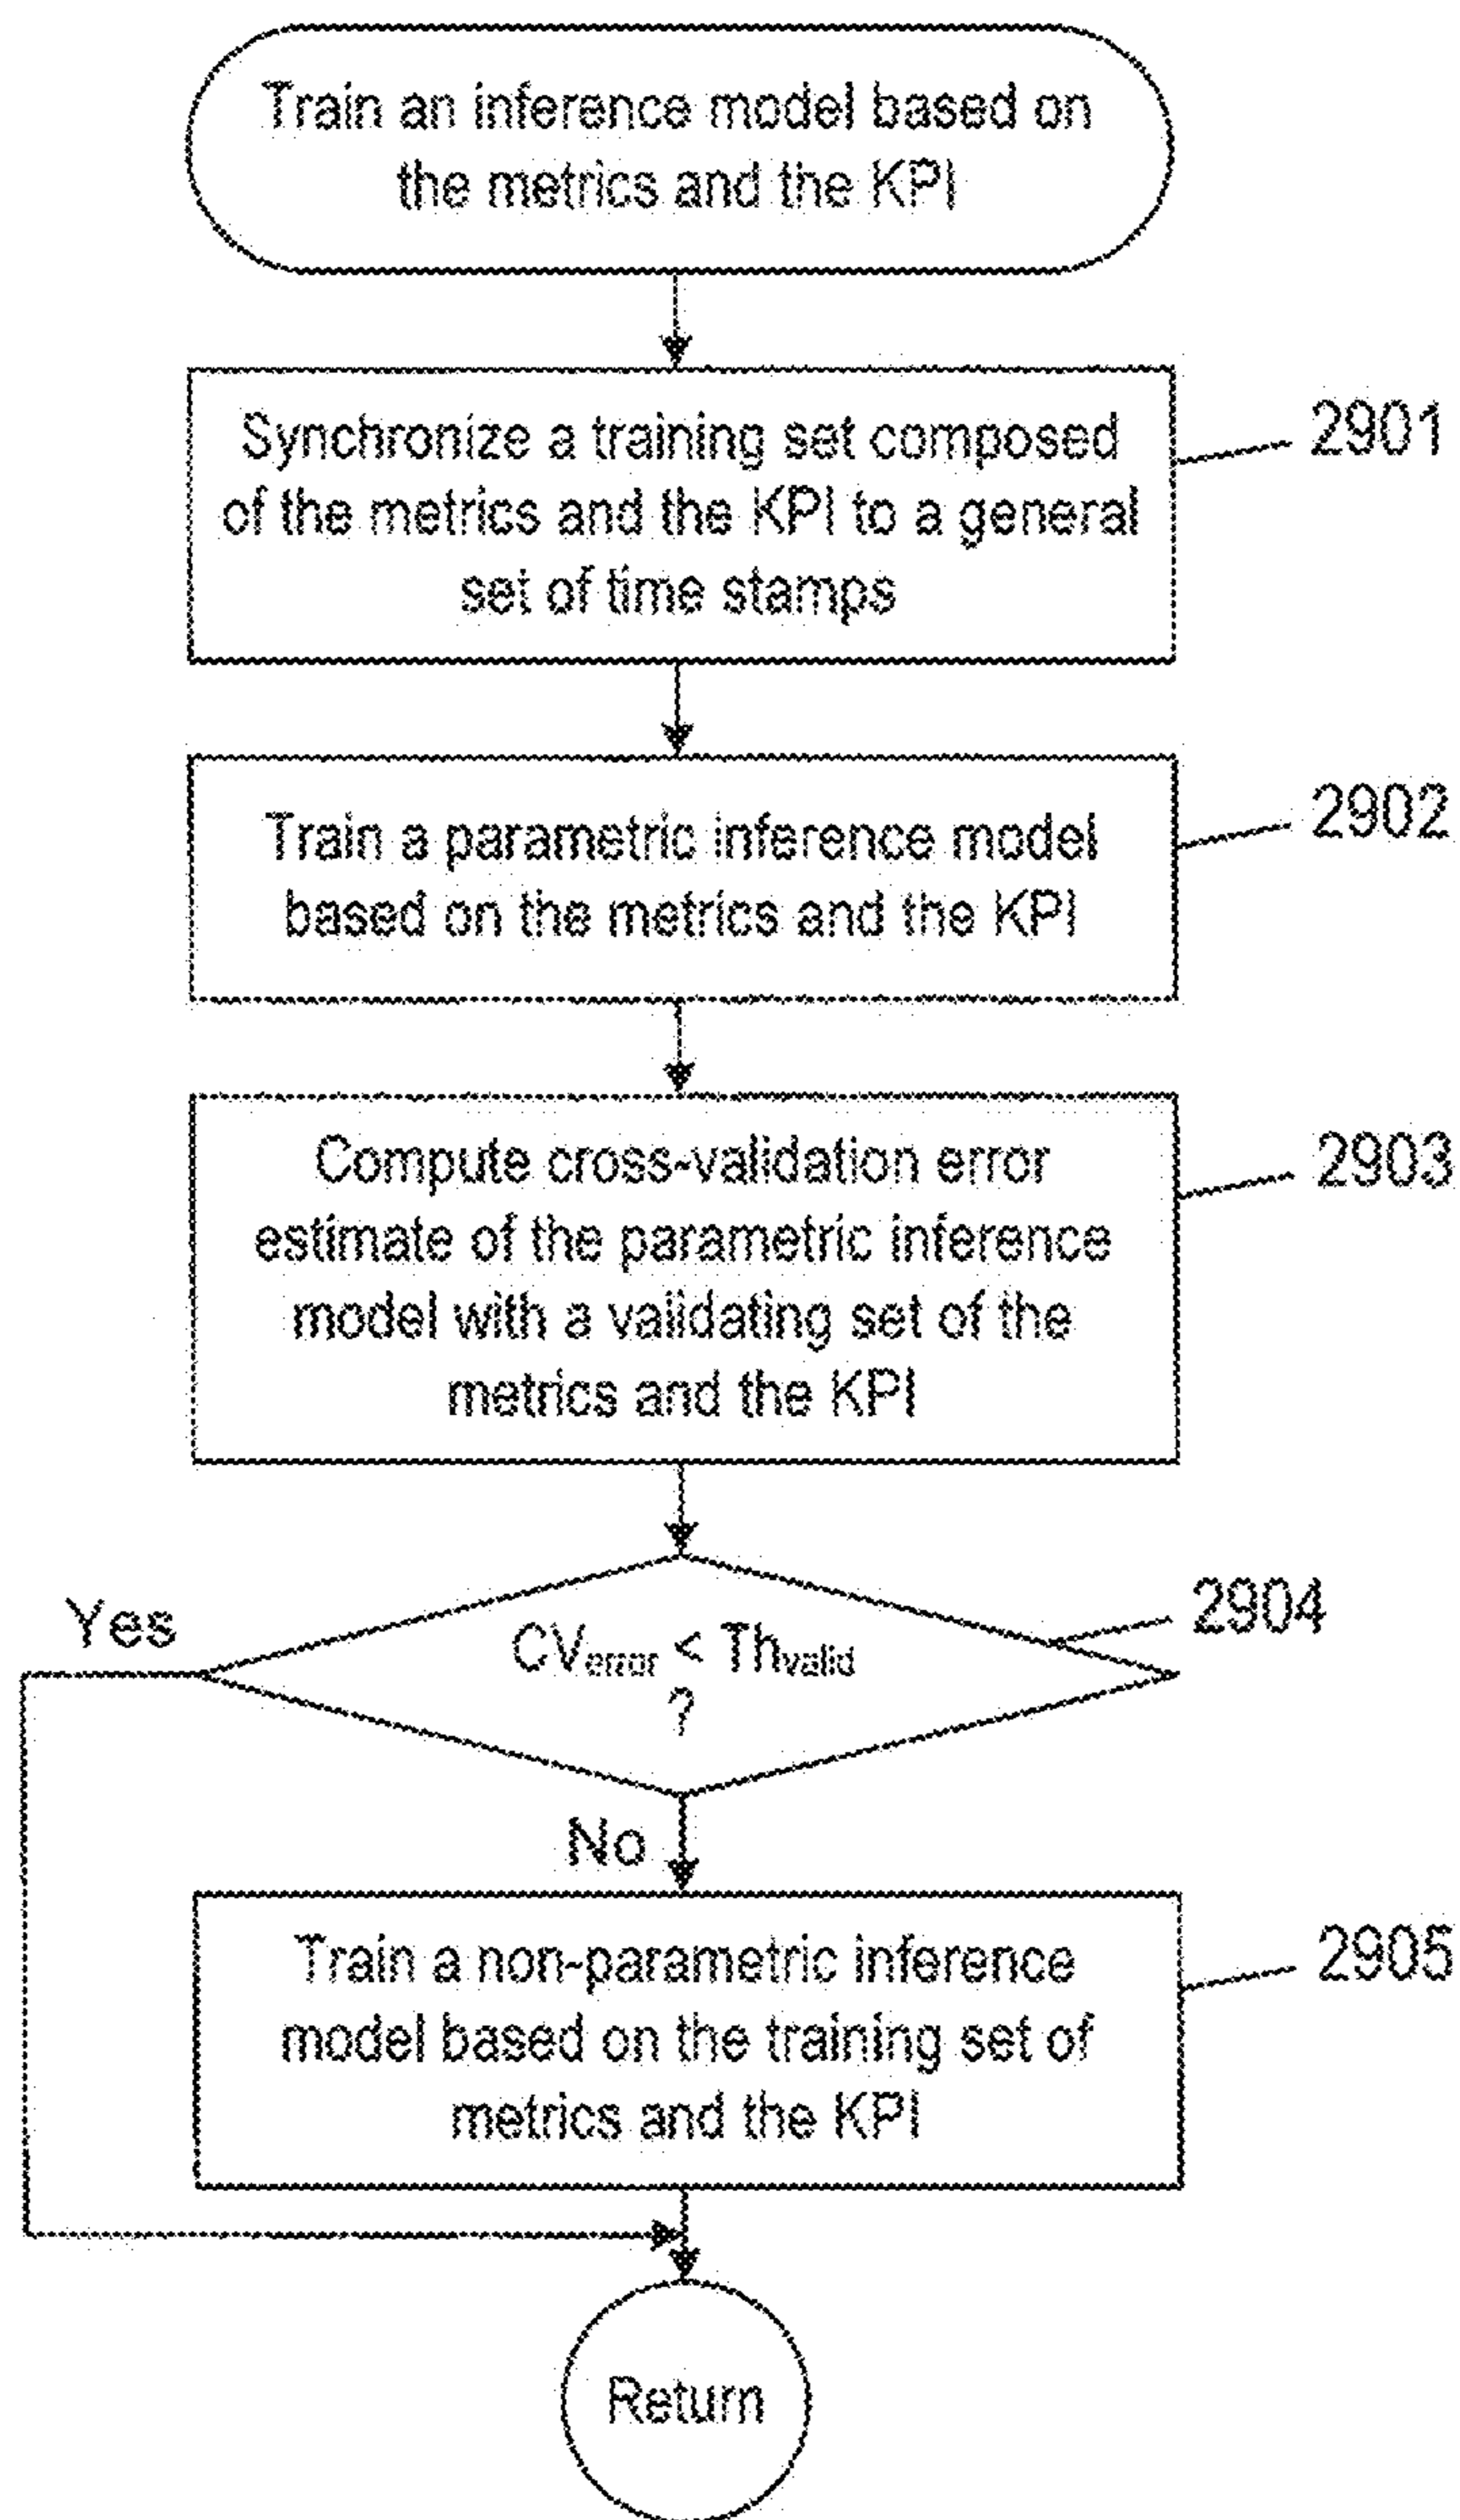 Train an inference model based on
the metrics and the KPI
Synchronize a training set composed
of the metrics and the KPI to a general
set of time stamps
2901
Train a parametric inference model
based on the metrics and the KPI
2902
Compute cross-validation error
estimate of the parametric inference
model with a validating set of the
metrics and the KPI
2903
Yes
CVerror < Thvalid
?
2904
No
Train a non-parametric inference
model based on the training set of
metrics and the KPI
2905
Return